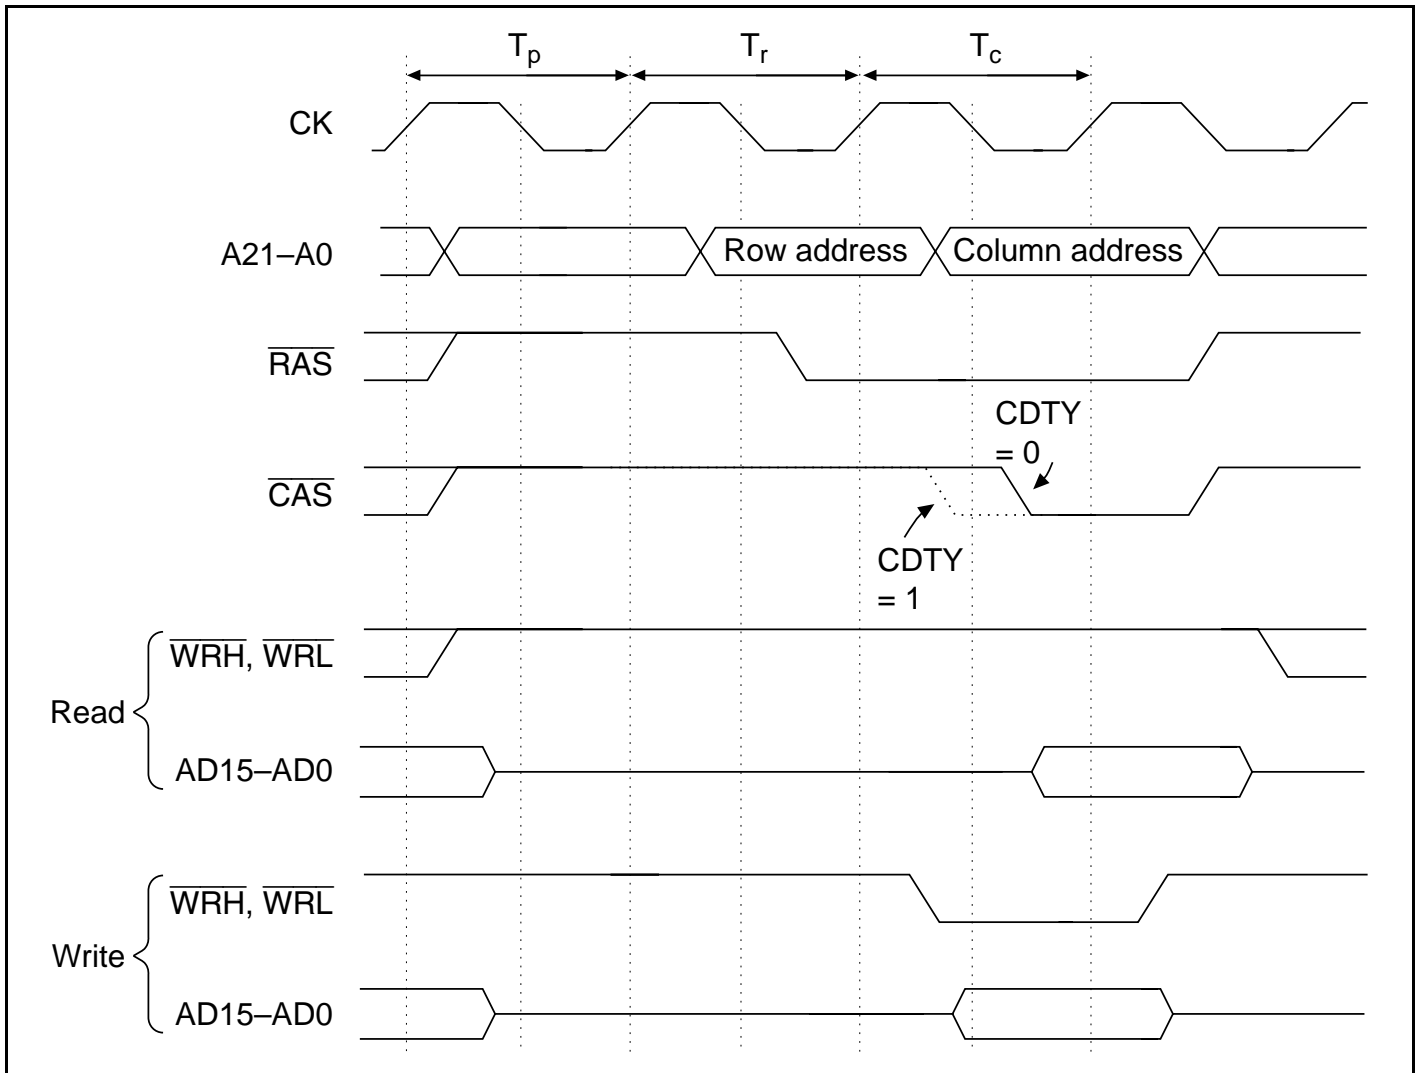 Tp Tr Tc
CK
A21–A0 Row address Column address
RAS
CDTY
= 0
CAS
CDTY
= 1
WRH, WRL
Read
AD15–AD0
WRH, WRL
Write
AD15–AD0